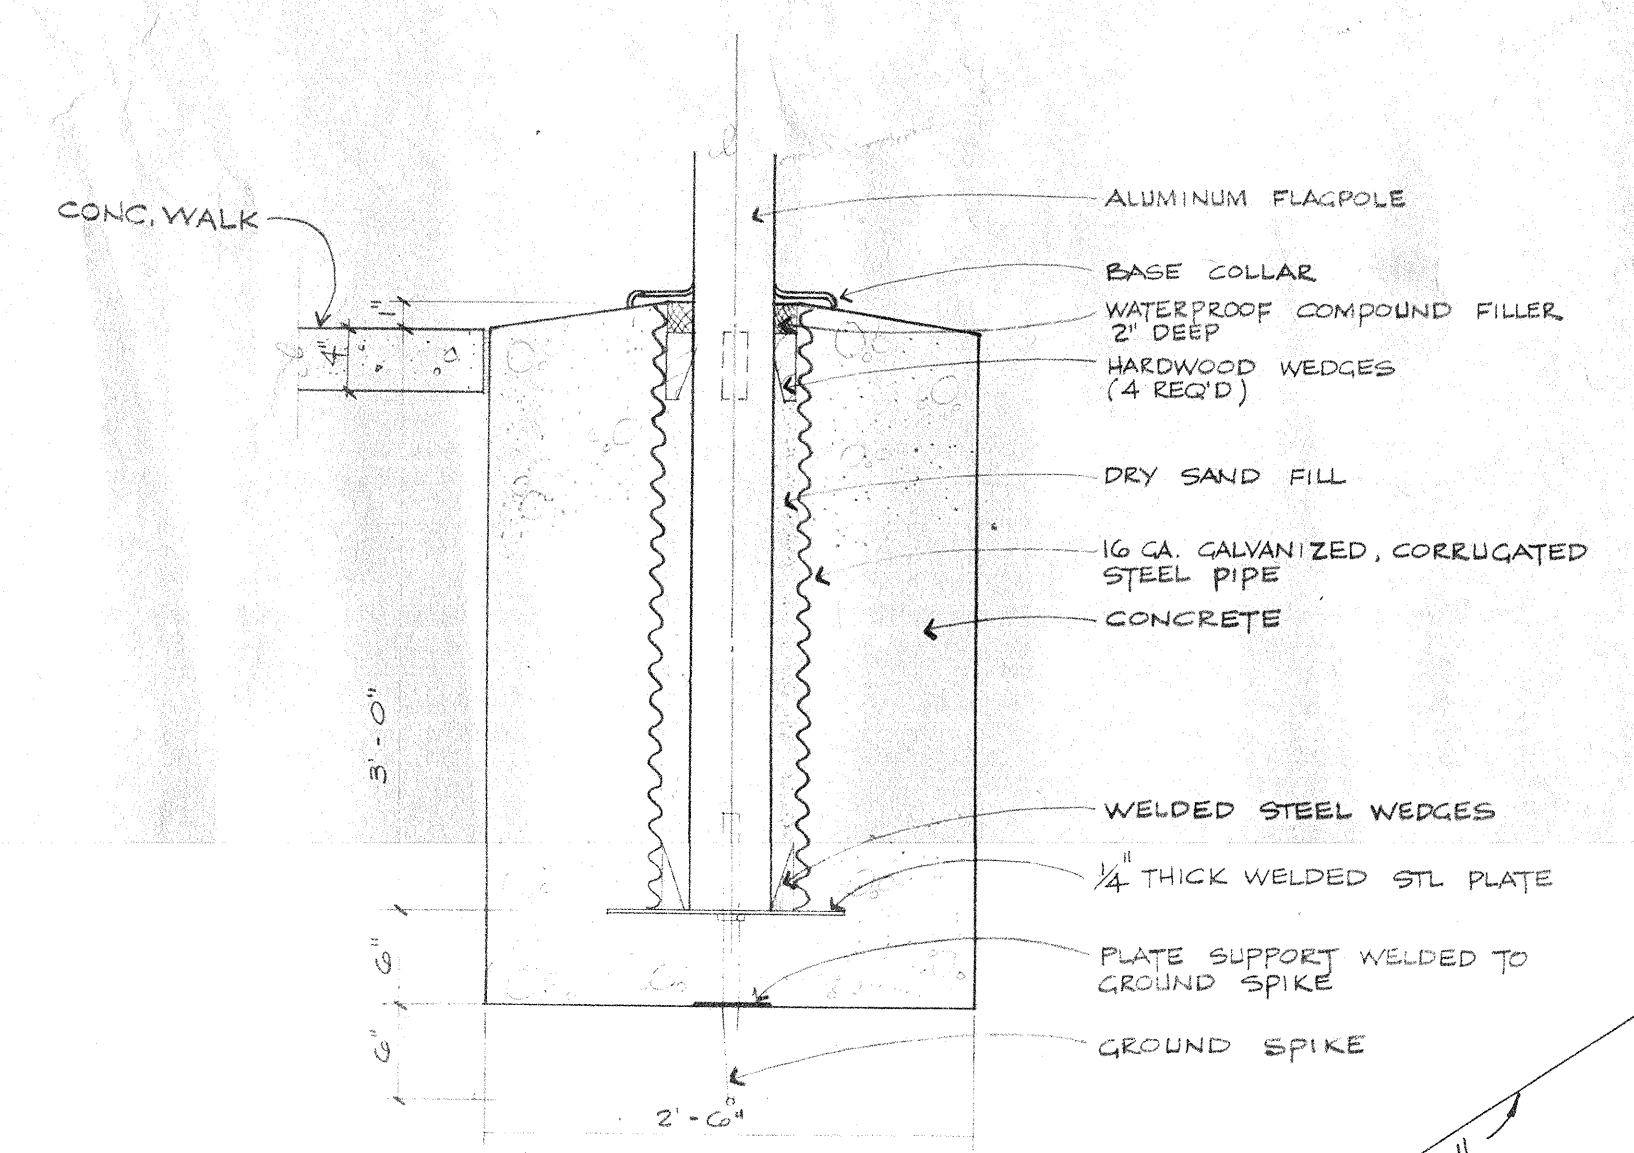 CONC. WALK
1"
4"
3'-0"
6"
6"
2'-6"
ALUMINUM FLAGPOLE
BASE COLLAR
WATERPROOF COMPOUND FILLER
2" DEEP
HARDWOOD WEDGES
(4 REQ'D)
DRY SAND FILL
16 GA. GALVANIZED, CORRUGATED
STEEL PIPE
CONCRETE
WELDED STEEL WEDGES
1/4" THICK WELDED STL PLATE
PLATE SUPPORT WELDED TO
GROUND SPIKE
GROUND SPIKE